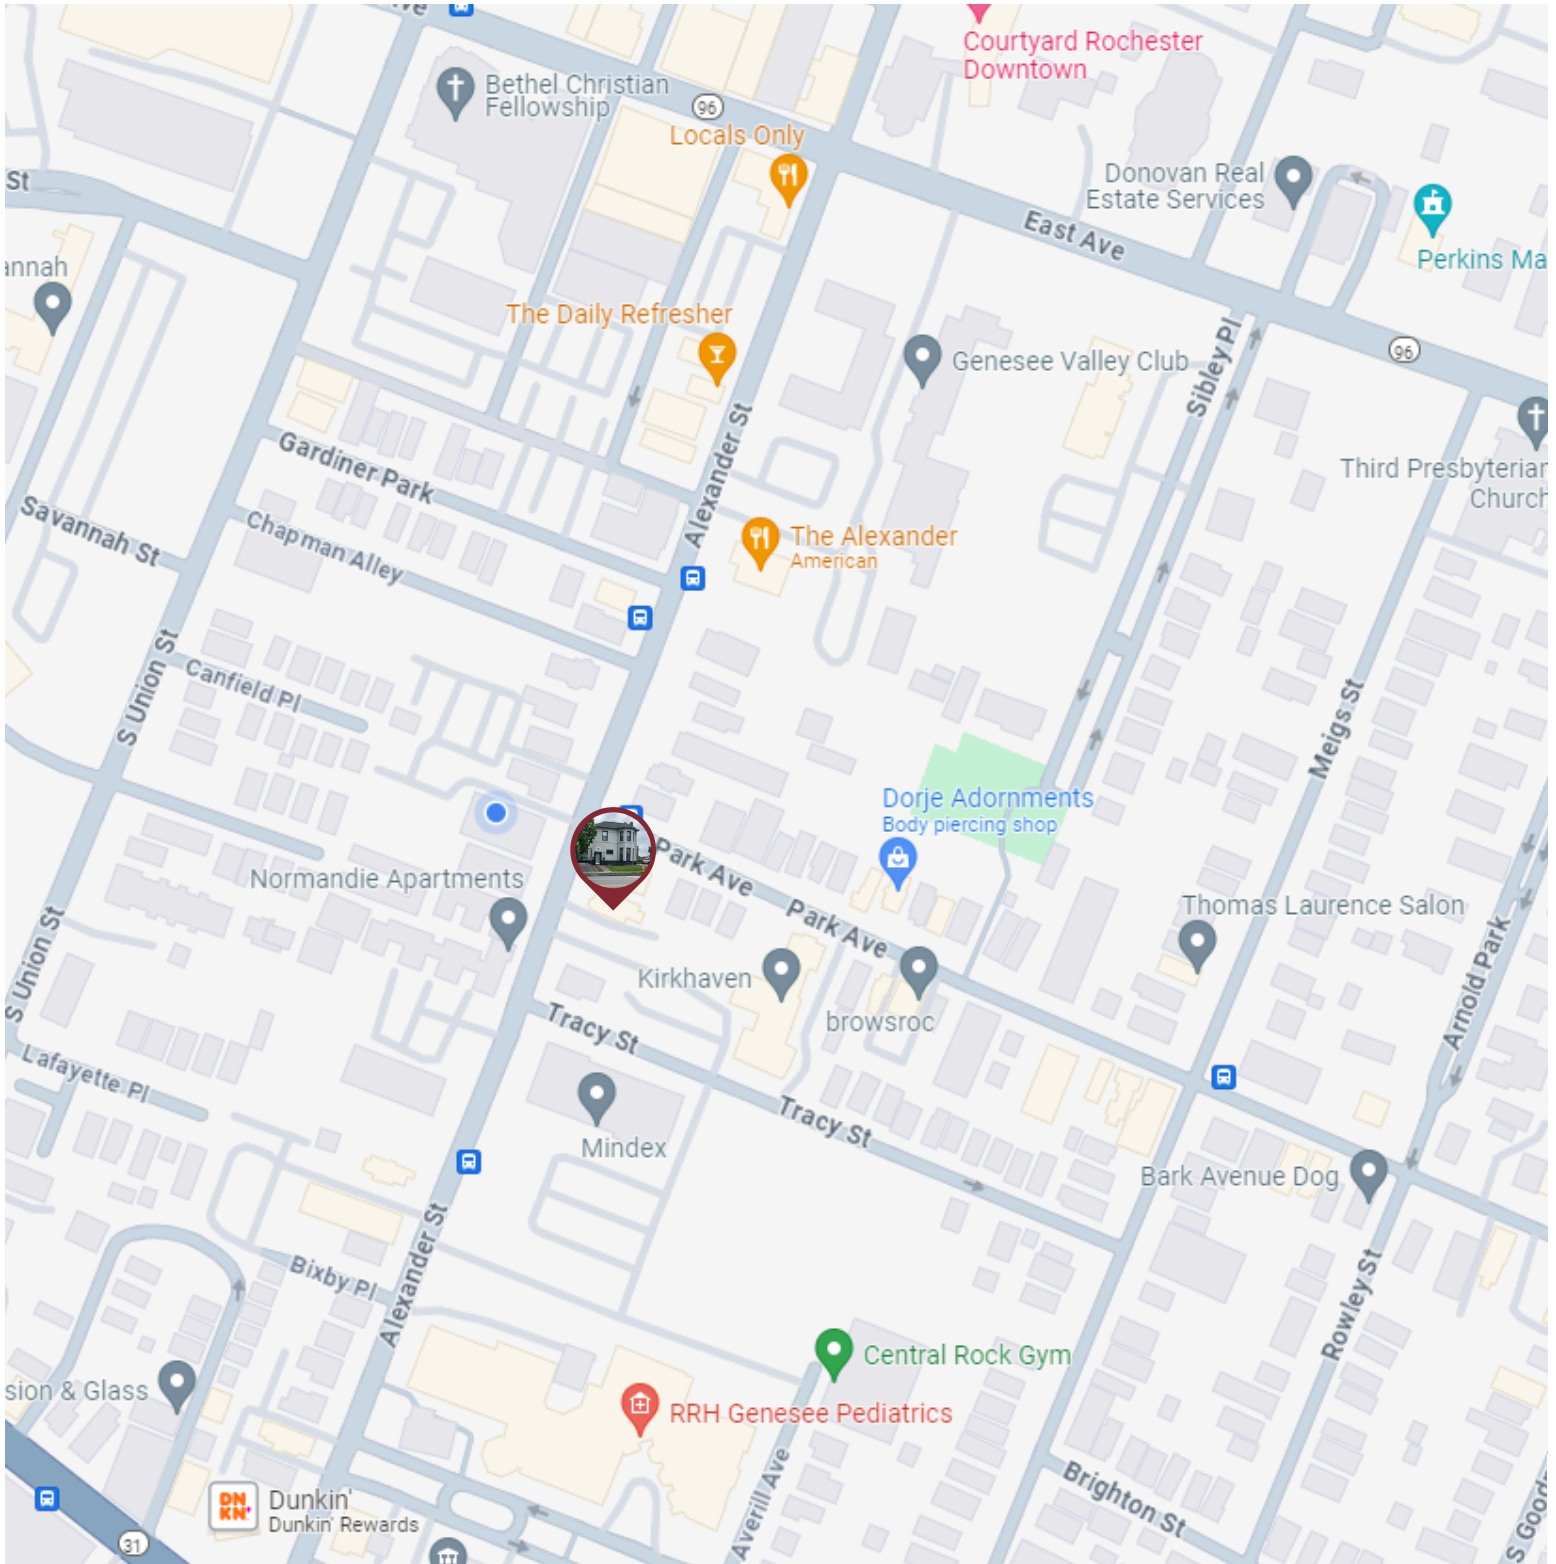 ve
Courtyard Rochester
Downtown
Bethel Christian
Fellowship
96
Locals Only
St
Donovan Real
Estate Services
East Ave
Perkins Ma
annah
The Daily Refresher
Genesee Valley Club
Sibley Pl
96
Alexander St
Gardiner Park
Third Presbyterian
Church
Savannah St
Chapman Alley
The Alexander
American
S Union St
Canfield Pl
Meigs St
Dorje Adornments
Body piercing shop
Park Ave
Normandie Apartments
Park Ave
Thomas Laurence Salon
S Union St
Arnold Park
Kirkhaven
browsroc
Tracy St
Lafayette Pl
Mindex
Tracy St
Bark Avenue Dog
Alexander St
Bixby Pl
Rowley St
Central Rock Gym
sion & Glass
RRH Genesee Pediatrics
Averill Ave
Brighton St
DN
KN'
Dunkin'
Dunkin' Rewards
S Good
31